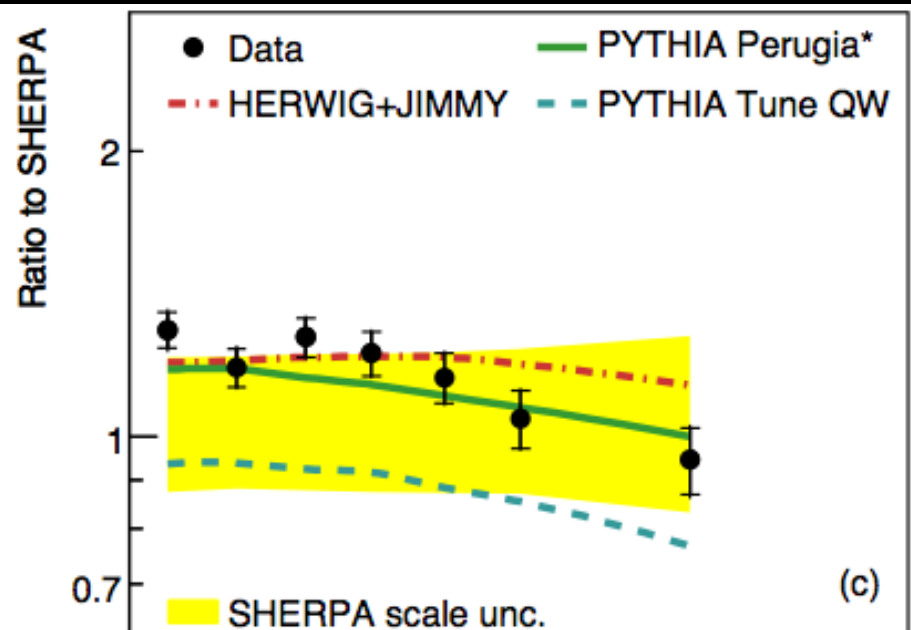 Ratio to SHERPA
Data
PYTHIA Perugia*
HERWIG+JIMMY
PYTHIA Tune QW
2
1
0.7
(c)
SHERPA scale unc.